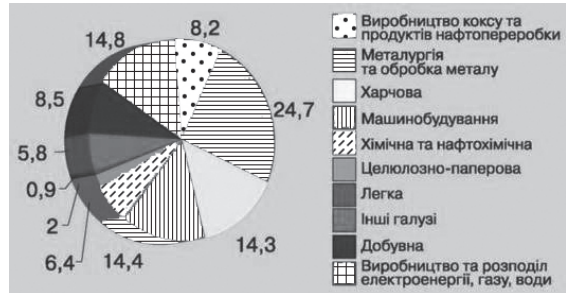 8,2
24,7
14,3
14,4
6,4
2
0,9
5,8
8,5
14,8
Виробництво коксу та
продуктів нафтопереробки
Металургія
та обробка металу
Харчова
Машинобудування
Хімічна та нафтохімічна
Целюлозно-паперова
Легка
Інші галузі
Добувна
Виробництво та розподіл
електроенергії, газу, води